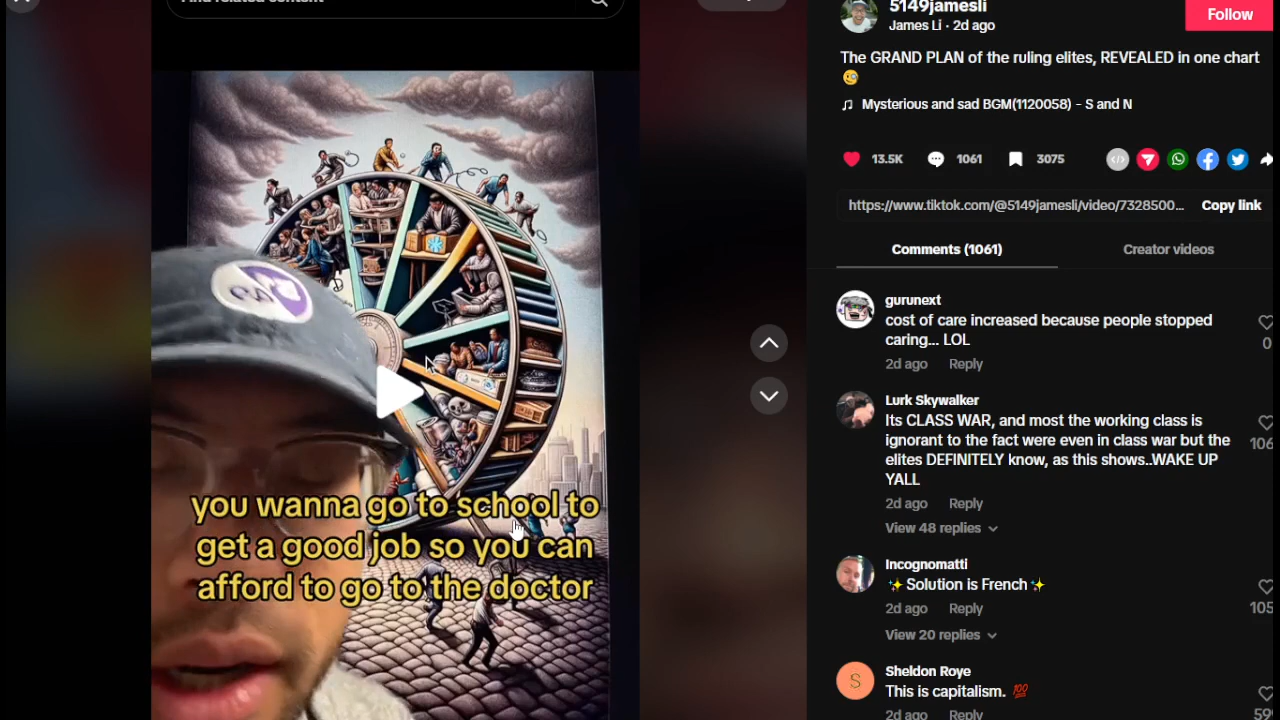 5149jamesli
James Li · 2d ago
Follow
The GRAND PLAN of the ruling elites, REVEALED in one chart
🧐
Mysterious and sad BGM(1120058) - S and N
13.5K
1061
3075
https://www.tiktok.com/@5149jamesli/video/7328500...
Copy link
Comments (1061)
Creator videos
gurunext
cost of care increased because people stopped
caring... LOL
0
2d ago
Reply
Lurk Skywalker
Its CLASS WAR, and most the working class is
ignorant to the fact were even in class war but the
elites DEFINITELY know, as this shows..WAKE UP
YALL
106
2d ago
Reply
View 48 replies
Incognomatti
✨Solution is French✨
105
2d ago
Reply
View 20 replies
S
Sheldon Roye
This is capitalism. 💯
59
2d ago
Reply
you wanna go to school to
get a good job so you can
afford to go to the doctor